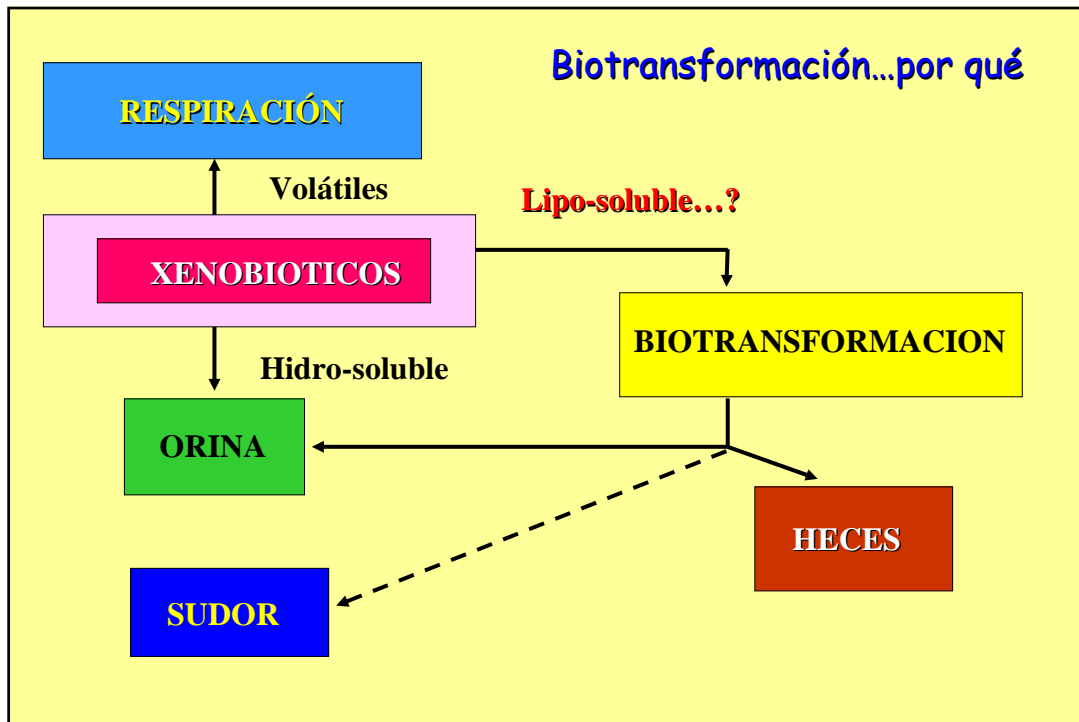 Biotransformación...por qué
RESPIRACIÓN
Volátiles
Lipo-soluble...?
XENOBIOTICOS
BIOTRANSFORMACION
Hidro-soluble
ORINA
HECES
SUDOR